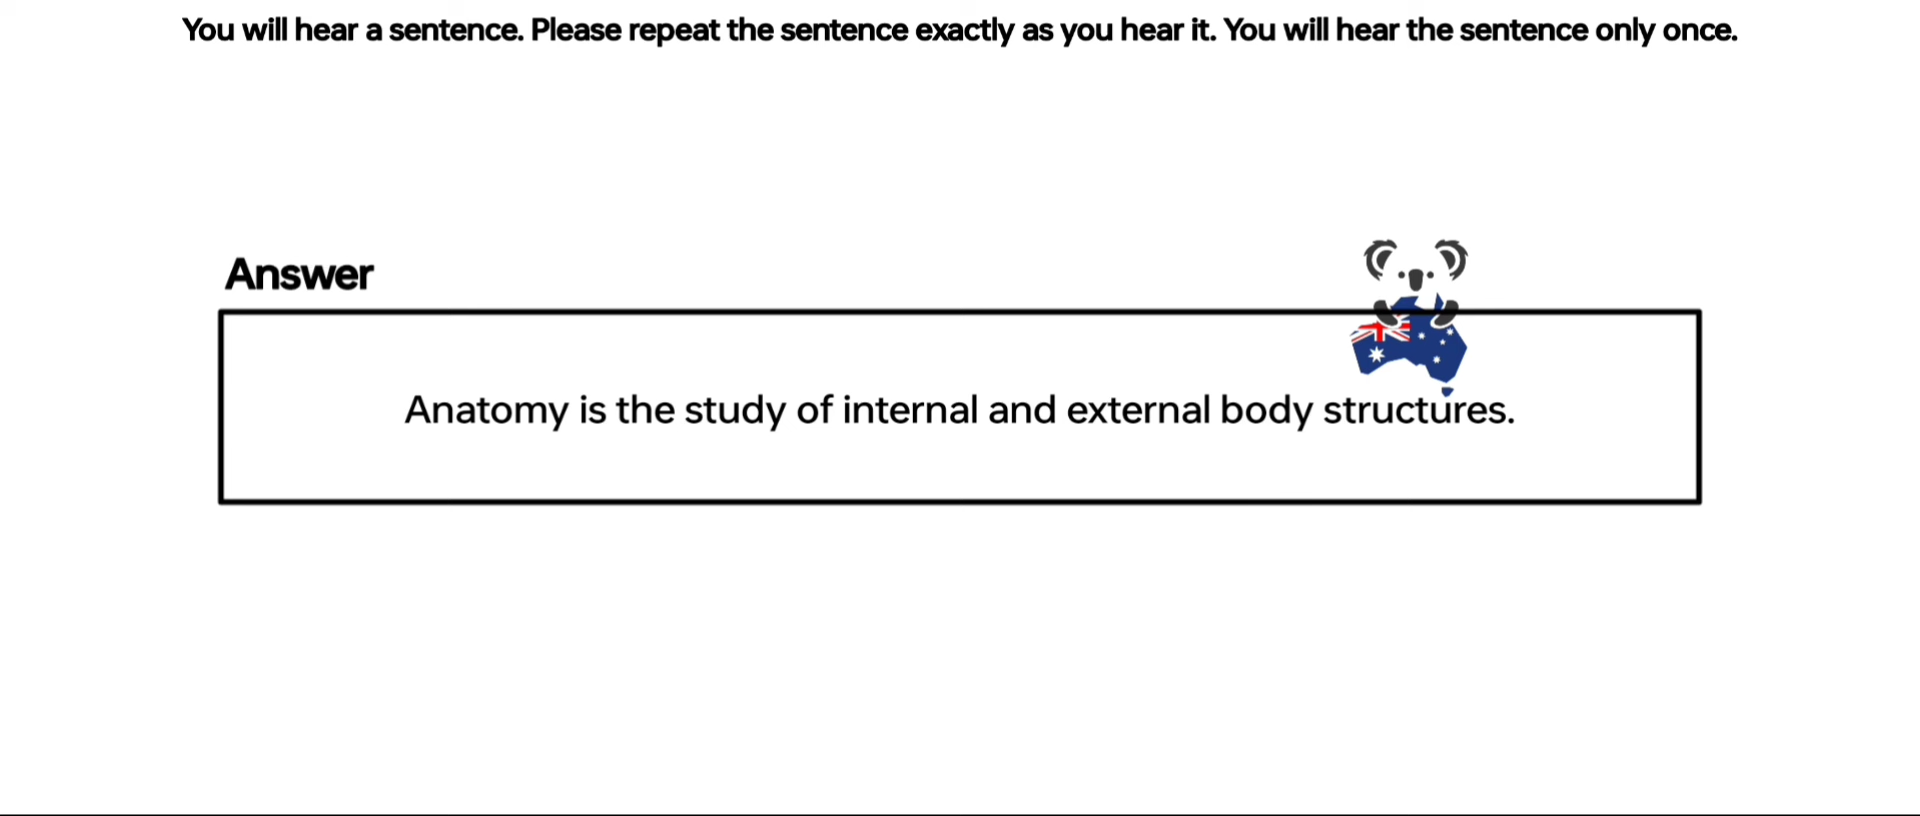 You will hear a sentence. Please repeat the sentence exactly as you hear it. You will hear the sentence only once.
Answer
Anatomy is the study of internal and external body structures.